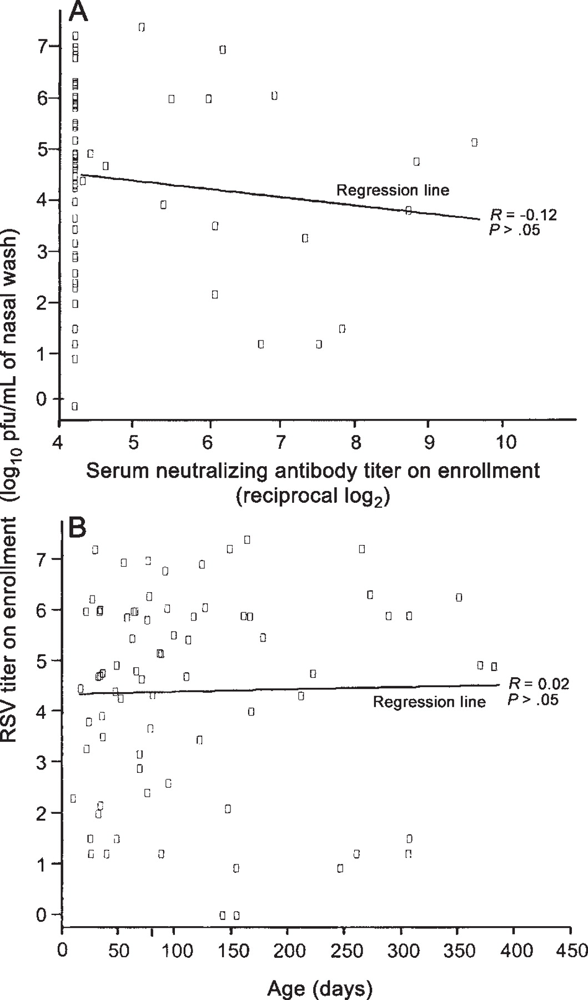 A
7
6
5
4
3
2
1
0
Regression line
R = -0.12
P > .05
4 5 6 7 8 9 10
Serum neutralizing antibody titer on enrollment
(reciprocal log2)
RSV titer on enrollment (log10 pfu/mL of nasal wash)
B
7
6
5
4
3
2
1
0
R = 0.02
P > .05
Regression line
0 50 100 150 200 250 300 350 400 450
Age (days)